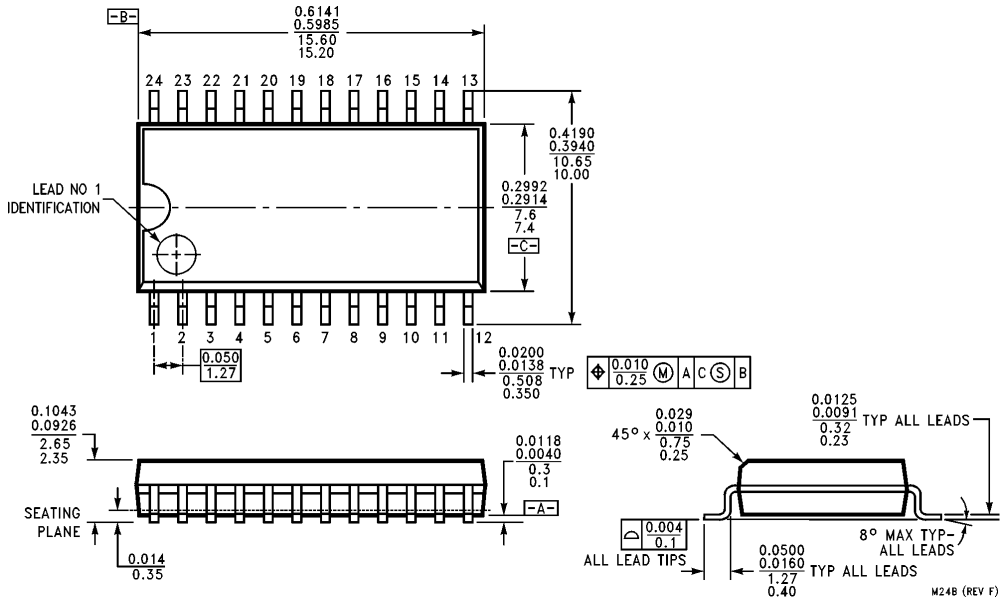 -B-
0.6141
0.5985
15.60
15.20
24 23 22 21 20 19 18 17 16 15 14 13
0.4190
0.3940
10.65
10.00
LEAD NO 1
IDENTIFICATION
0.2992
0.2914
7.6
7.4
-C-
1 2 3 4 5 6 7 8 9 10 11 12
0.050
1.27
0.0200
0.0138
0.508
0.350
TYP
0.010
0.25
M A C S B
0.1043
0.0926
2.65
2.35
0.0118
0.0040
0.3
0.1
-A-
SEATING
PLANE
0.014
0.35
45° x
0.029
0.010
0.75
0.25
0.0125
0.0091
0.32
0.23
TYP ALL LEADS
0.004
0.1
ALL LEAD TIPS
0.0500
0.0160
1.27
0.40
TYP ALL LEADS
8° MAX TYP-
ALL LEADS
M24B (REV F)